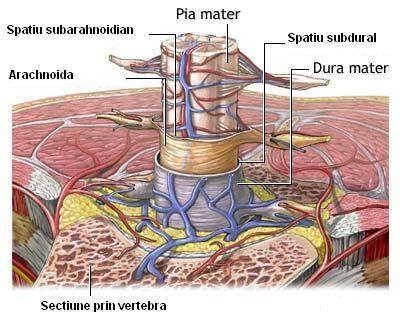 Pia mater
Spatiu subarahnoidian
Spatiu subdural
Dura mater
Arachnoida
Sectiune prin vertebra